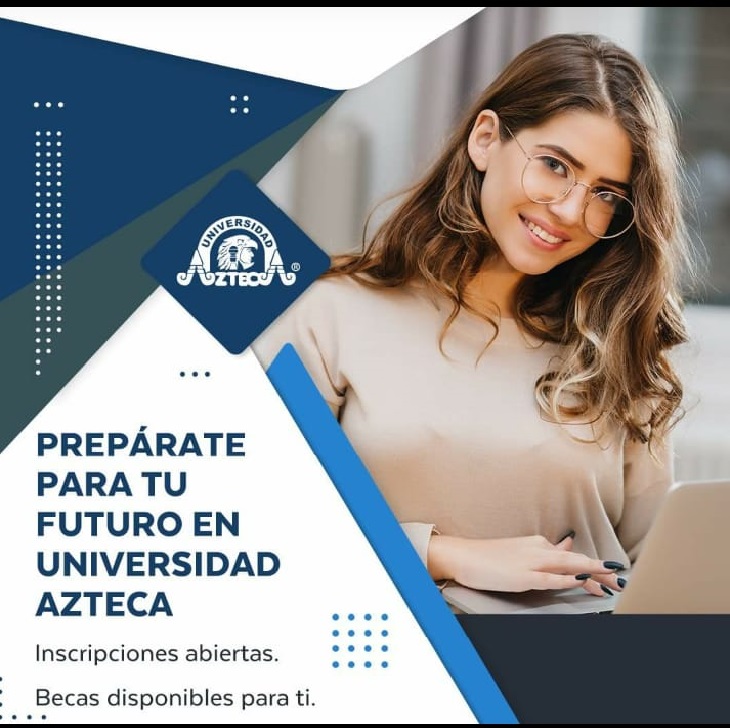 UNIVERSIDAD
AZTECA®
PREPÁRATE
PARA TU
FUTURO EN
UNIVERSIDAD
AZTECA
Inscripciones abiertas.
Becas disponibles para ti.